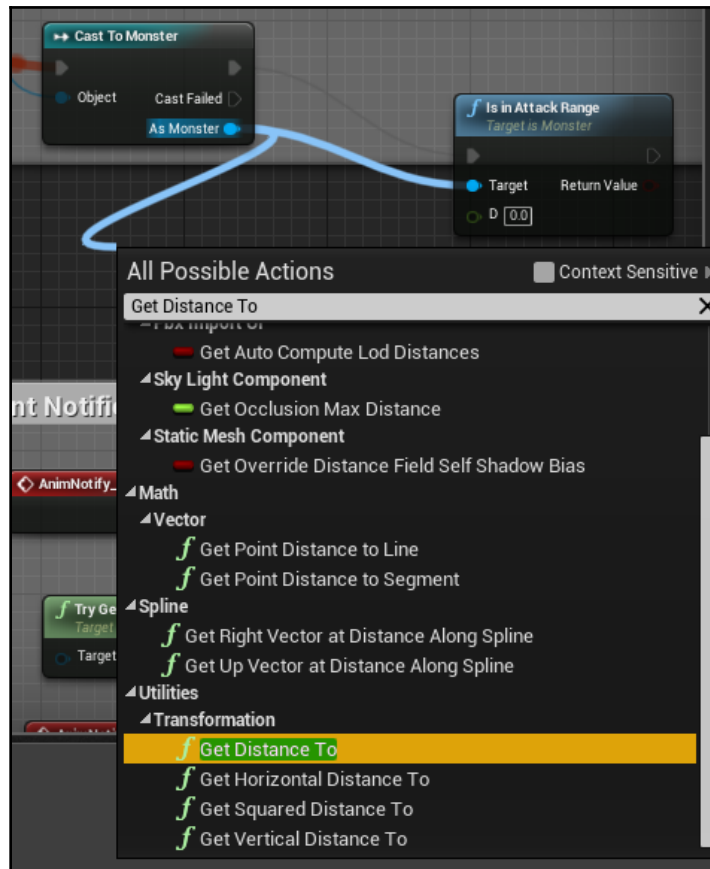 Cast To Monster
Object Cast Failed
As Monster
Is in Attack Range
Target is Monster
Target Return Value
D 0.0
All Possible Actions Context Sensitive
Get Distance To
Get Auto Compute Lod Distances
Sky Light Component
Get Occlusion Max Distance
Static Mesh Component
Get Override Distance Field Self Shadow Bias
nt Notifi
AnimNotify_
Math
Vector
Get Point Distance to Line
Get Point Distance to Segment
Try Ge
Target
Target
Spline
Get Right Vector at Distance Along Spline
Get Up Vector at Distance Along Spline
Utilities
Transformation
Get Distance To
Get Horizontal Distance To
Get Squared Distance To
Get Vertical Distance To